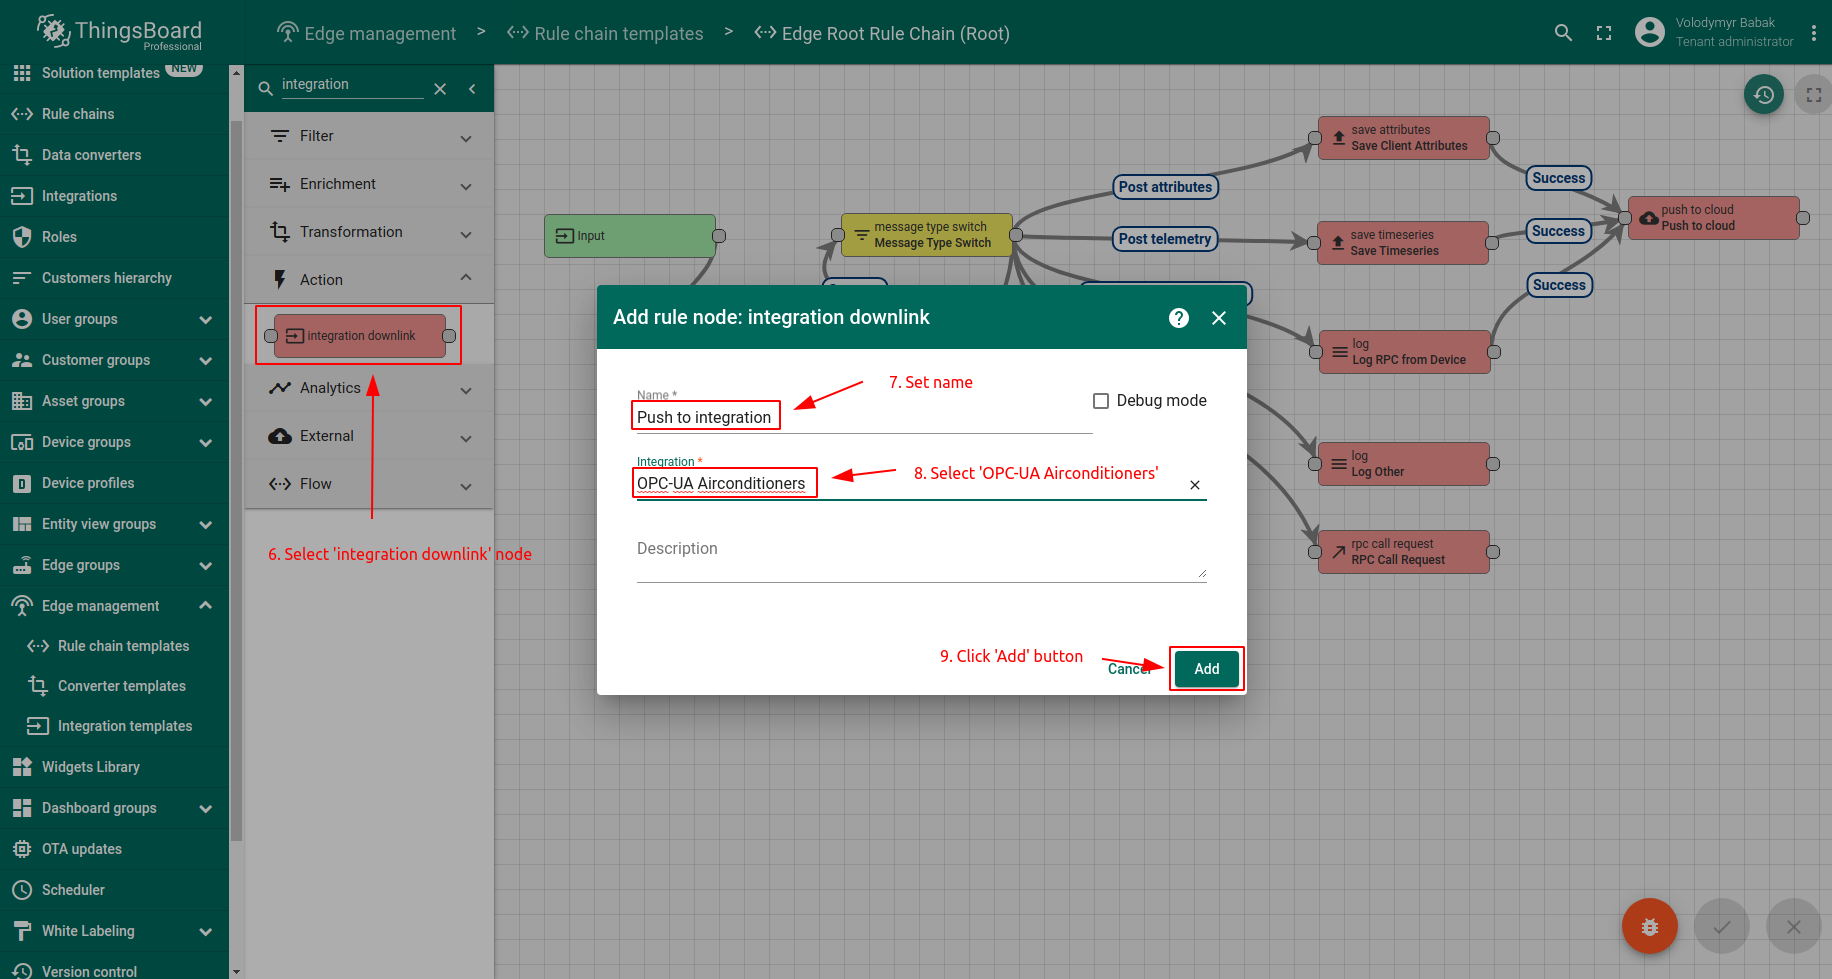 ThingsBoard
Professional
Edge management > Rule chain templates > Edge Root Rule Chain (Root)
Volodymyr Babak
Tenant administrator
Solution templates NEW
Rule chains
Data converters
Integrations
Roles
Customers hierarchy
User groups
Customer groups
Asset groups
Device groups
Device profiles
Entity view groups
Edge groups
Edge management
Rule chain templates
Converter templates
Integration templates
Widgets Library
Dashboard groups
OTA updates
Scheduler
White Labeling
Version control
integration
Filter
Enrichment
Transformation
Action
integration downlink
Analytics
External
Flow
6. Select 'integration downlink' node
Input
message type switch
Message Type Switch
Post attributes
Post telemetry
save attributes
Save Client Attributes
save timeseries
Save Timeseries
Success
Success
Success
push to cloud
Push to cloud
log
Log RPC from Device
log
Log Other
rpc call request
RPC Call Request
Add rule node: integration downlink
?
Name *
Push to integration
7. Set name
Debug mode
Integration *
OPC-UA Airconditioners
8. Select 'OPC-UA Airconditioners'
Description
9. Click 'Add' button
Cancel
Add